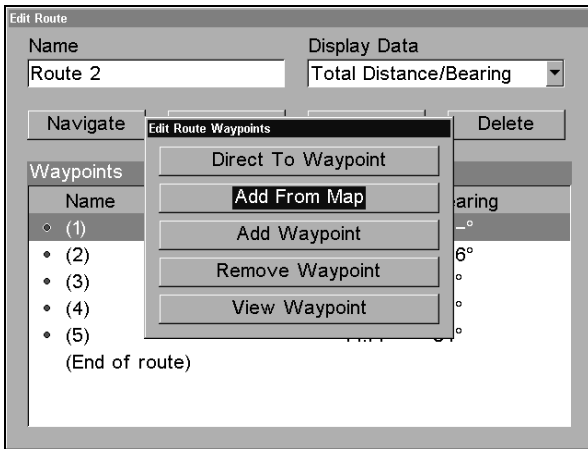 Edit Route
Name
Display Data
Route 2
Total Distance/Bearing
Navigate
Delete
Edit Route Waypoints
Direct To Waypoint
Add From Map
Add Waypoint
Remove Waypoint
View Waypoint
Waypoints
Name
earing
(1)
(2)
6°
(3)
(4)
(5)
(End of route)